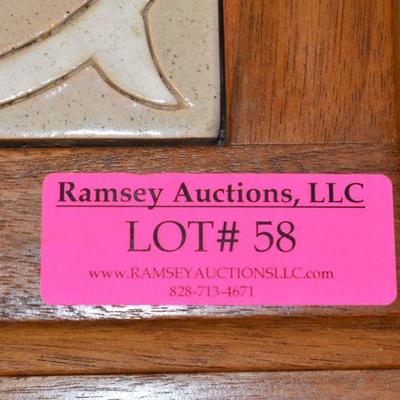 Ramsey Auctions, LLC
LOT# 58
www.RAMSEYAUCTIONSLLC.com
828-713-4671